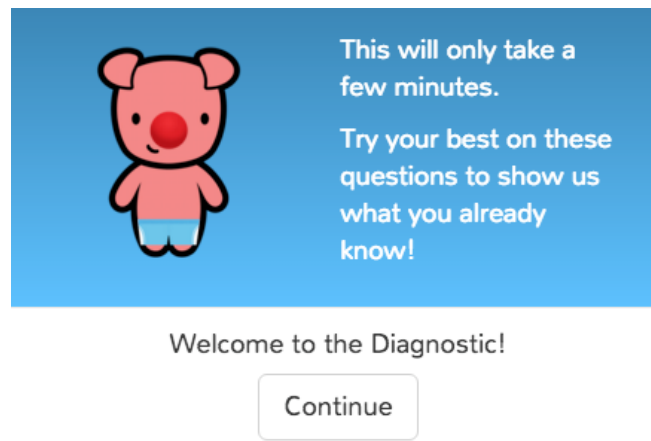 This will only take a
few minutes.
Try your best on these
questions to show us
what you already
know!
Welcome to the Diagnostic!
Continue